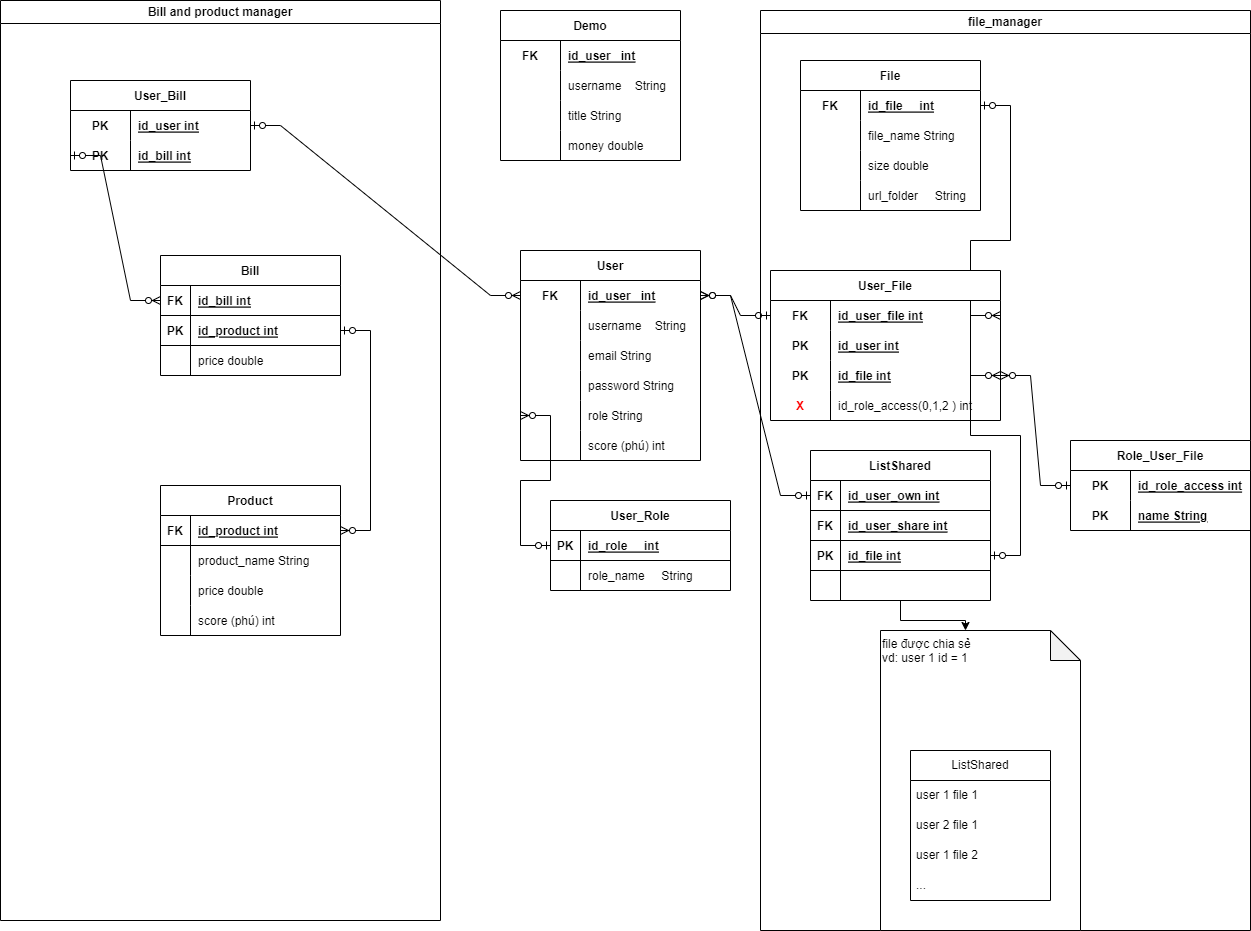 Bill and product manager
User_Bill
PK id_user int
PK id_bill int
Bill
FK id_bill int
PK id_product int
price double
Product
FK id_product int
product_name String
price double
score (phú) int
Demo
FK id_user int
username String
title String
money double
User
FK id_user int
username String
email String
password String
role String
score (phú) int
User_Role
PK id_role int
role_name String
file_manager
File
FK id_file int
file_name String
size double
url_folder String
User_File
FK id_user_file int
PK id_user int
PK id_file int
X id_role_access(0,1,2 ) int
Role_User_File
PK id_role_access int
PK name String
ListShared
FK id_user_own int
FK id_user_share int
PK id_file int
file được chia sẻ
vd: user 1 id = 1
ListShared
user 1 file 1
user 2 file 1
user 1 file 2
...